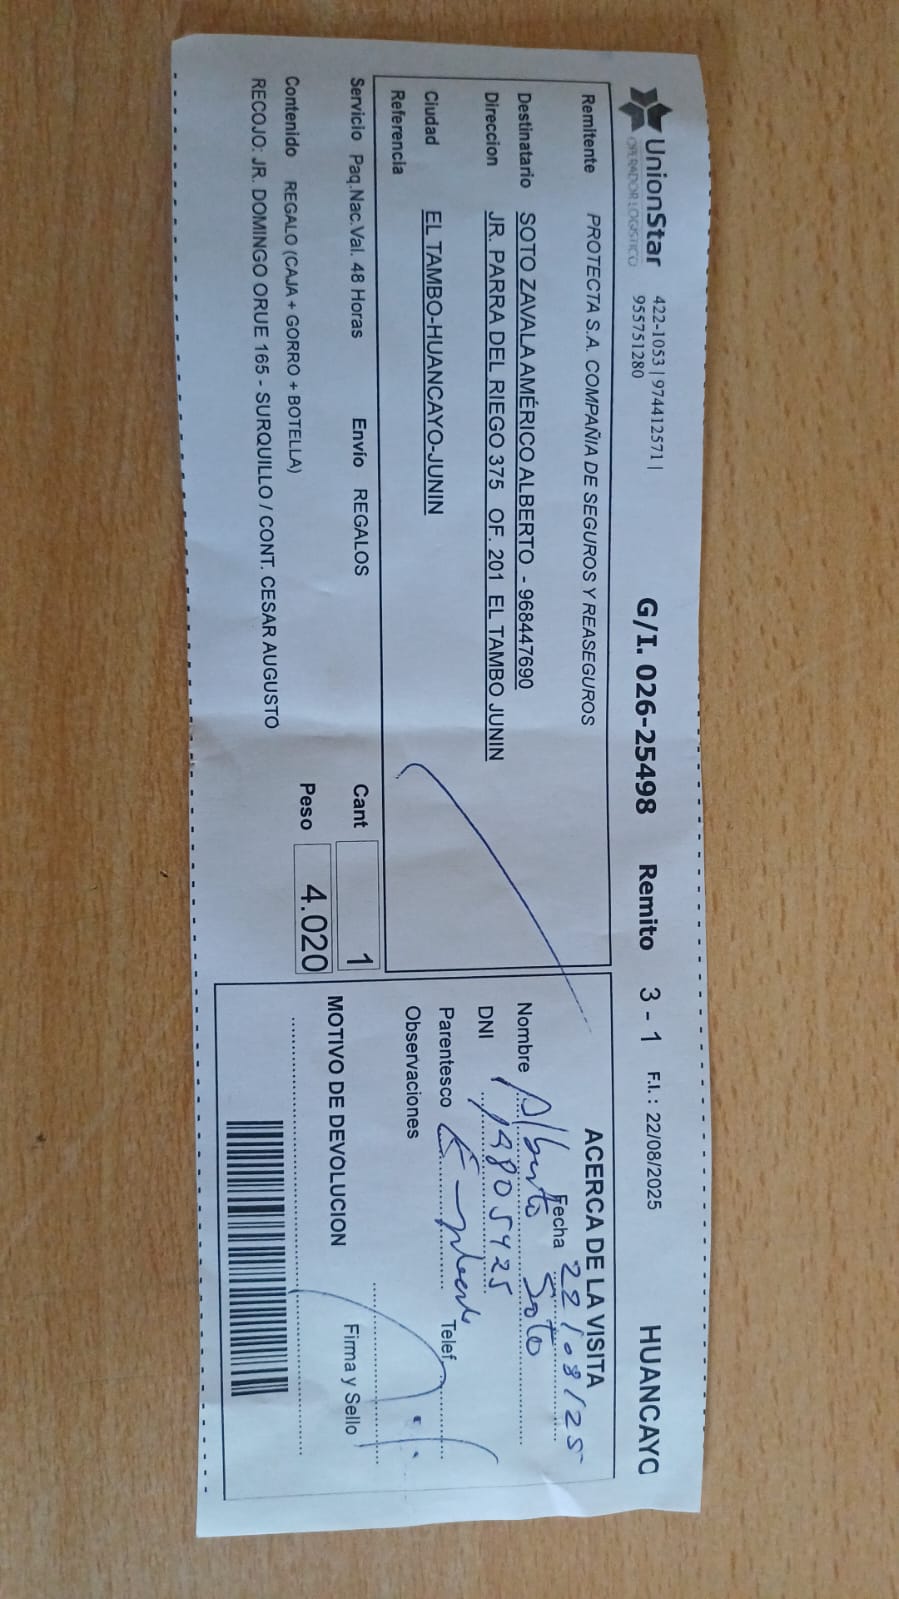 UnionStar
OPERADOR LOGISTICO
422-1053 | 974412571 |
955751280
G/I. 026-25498 Remito 3 - 1 F.I. : 22/08/2025 HUANCAYO
Remitente PROTECTA S.A. COMPAÑIA DE SEGUROS Y REASEGUROS
Destinatario SOTO ZAVALA AMÉRICO ALBERTO - 968447690
Direccion JR. PARRA DEL RIEGO 375 OF. 201 EL TAMBO JUNIN
Ciudad EL TAMBO-HUANCAYO-JUNIN
Referencia
Servicio Paq.Nac.Val. 48 Horas Envío REGALOS Cant 1
Contenido REGALO (CAJA + GORRO + BOTELLA) Peso 4.020
RECOJO: JR. DOMINGO ORUE 165 - SURQUILLO / CONT. CESAR AUGUSTO
ACERCA DE LA VISITA
Fecha 22/08/25
Nombre Alberto Soto
DNI
Parentesco Telef
Observaciones
Firma y Sello
MOTIVO DE DEVOLUCION